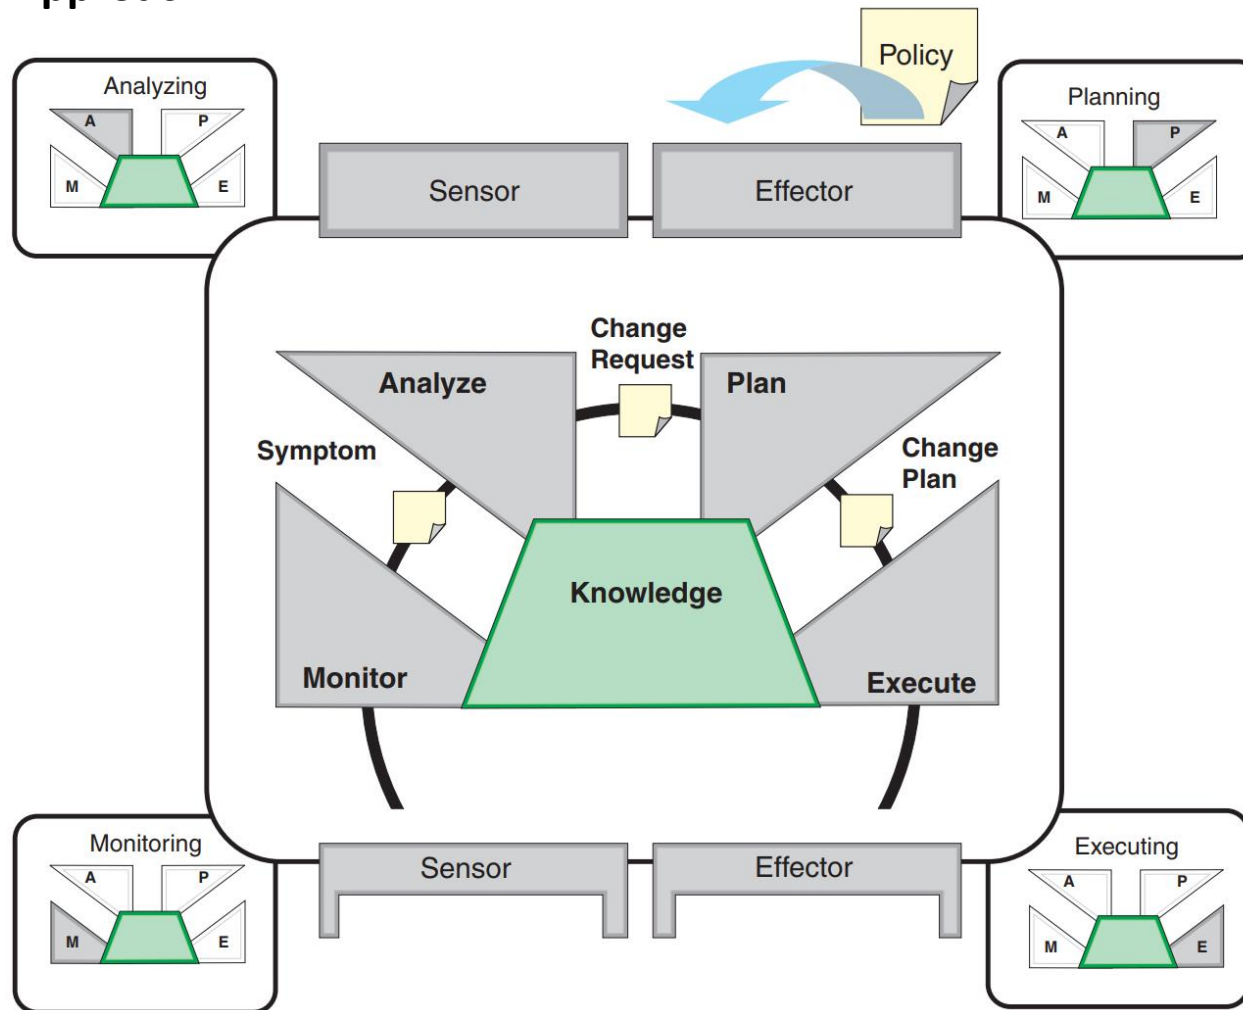 Policy
Analyzing
A
P
M
E
Planning
A
P
M
E
Sensor
Effector
Change
Request
Analyze
Plan
Symptom
Change
Plan
Knowledge
Monitor
Execute
Monitoring
A
P
M
E
Sensor
Effector
Executing
A
P
M
E